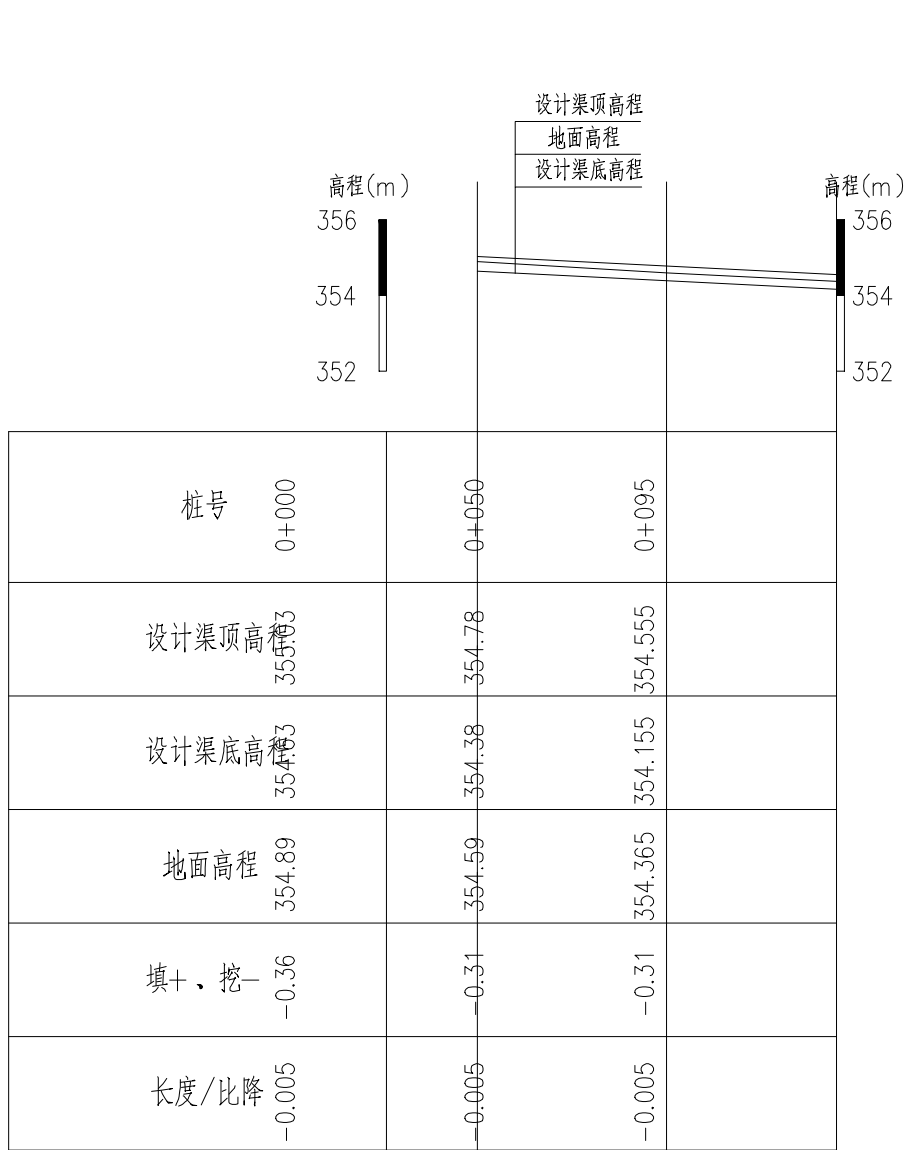 设计渠顶高程
地面高程
设计渠底高程
高程(m)
高程(m)
356
356
354
354
352
352
桩号 0+000 0+050 0+095
设计渠顶高程 355.03 354.78 354.555
设计渠底高程 354.63 354.38 354.155
地面高程 354.89 354.59 354.365
填+、挖- -0.36 -0.31 -0.31
长度/比降 -0.005 -0.005 -0.005